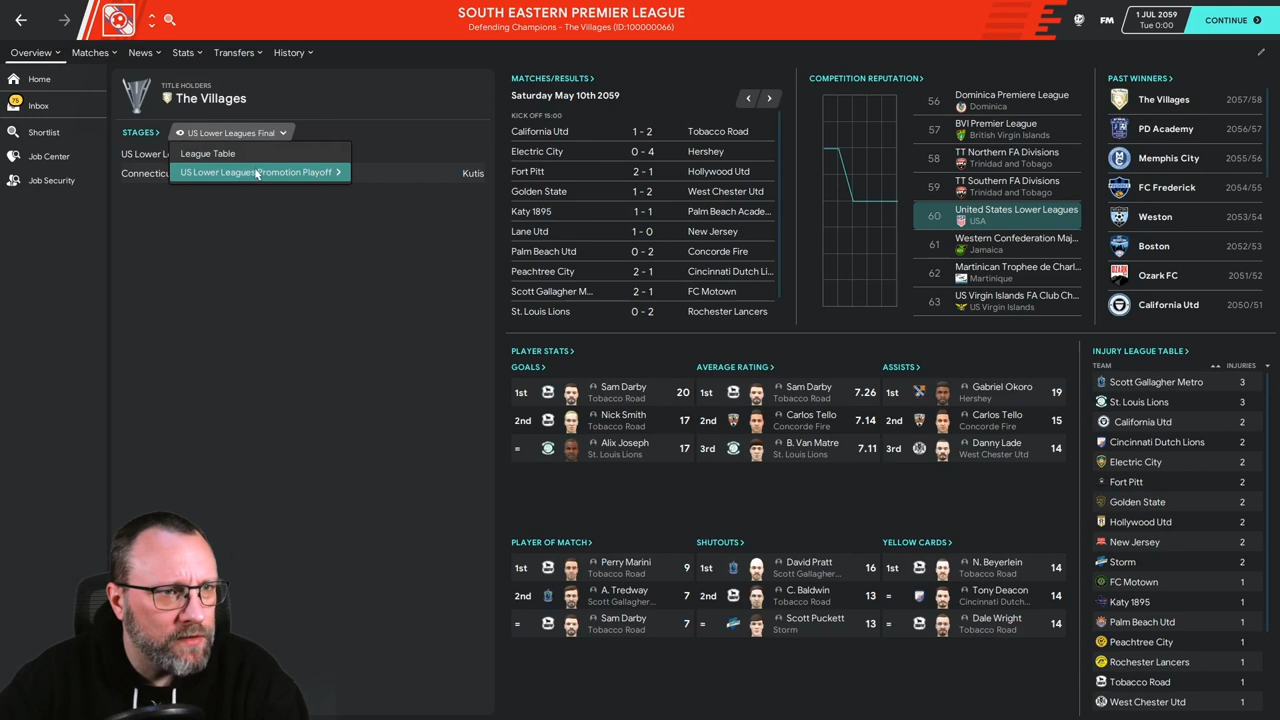 SOUTH EASTERN PREMIER LEAGUE
Defending Champions - The Villages (ID:100000066)
FM
1 JUL 2059
Tue 0:00
CONTINUE
Overview
Matches
News
Stats
Transfers
History
Home
75
Inbox
Shortlist
Job Center
Job Security
TITLE HOLDERS
The Villages
STAGES
US Lower Leagues Final
US Lower L
Connecticu
Kutis
League Table
US Lower Leagues Promotion Playoff
MATCHES/RESULTS
Saturday May 10th 2059
KICK OFF 15:00
California Utd 1 - 2 Tobacco Road
Electric City 0 - 4 Hershey
Fort Pitt 2 - 1 Hollywood Utd
Golden State 1 - 2 West Chester Utd
Katy 1895 1 - 1 Palm Beach Acade...
Lane Utd 1 - 0 New Jersey
Palm Beach Utd 0 - 2 Concorde Fire
Peachtree City 2 - 1 Cincinnati Dutch Li...
Scott Gallagher M... 2 - 1 FC Motown
St. Louis Lions 0 - 2 Rochester Lancers
COMPETITION REPUTATION
56 Dominica Premiere League
Dominica
57 BVI Premier League
British Virgin Islands
58 TT Northern FA Divisions
Trinidad and Tobago
59 TT Southern FA Divisions
Trinidad and Tobago
60 United States Lower Leagues
USA
61 Western Confederation Maj...
Jamaica
62 Martinican Trophee de Charl...
Martinique
63 US Virgin Islands FA Club Ch...
US Virgin Islands
PAST WINNERS
The Villages 2057/58
PD Academy 2056/57
Memphis City 2055/56
FC Frederick 2054/55
Weston 2053/54
Boston 2052/53
Ozark FC 2051/52
California Utd 2050/51
PLAYER STATS
GOALS
1st Sam Darby 20
Tobacco Road
2nd Nick Smith 17
Tobacco Road
= Alix Joseph 17
St. Louis Lions
AVERAGE RATING
1st Sam Darby 7.26
Tobacco Road
2nd Carlos Tello 7.14
Concorde Fire
3rd B. Van Matre 7.11
St. Louis Lions
ASSISTS
1st Gabriel Okoro 19
Hershey
2nd Carlos Tello 15
Concorde Fire
3rd Danny Lade 14
West Chester Utd
PLAYER OF MATCH
1st Perry Marini 9
Tobacco Road
2nd A. Tredway 7
Scott Gallagher...
= Sam Darby 7
Tobacco Road
SHUTOUTS
1st David Pratt 16
Scott Gallagher...
2nd C. Baldwin 13
Tobacco Road
= Scott Puckett 13
Storm
YELLOW CARDS
1st N. Beyerlein 14
Tobacco Road
= Tony Deacon 14
Cincinnati Dutch...
= Dale Wright 14
Tobacco Road
INJURY LEAGUE TABLE
TEAM INJURIES
Scott Gallagher Metro 3
St. Louis Lions 3
California Utd 2
Cincinnati Dutch Lions 2
Electric City 2
Fort Pitt 2
Golden State 2
Hollywood Utd 2
New Jersey 2
Storm 2
FC Motown 1
Katy 1895 1
Palm Beach Utd 1
Peachtree City 1
Rochester Lancers 1
Tobacco Road 1
West Chester Utd 1